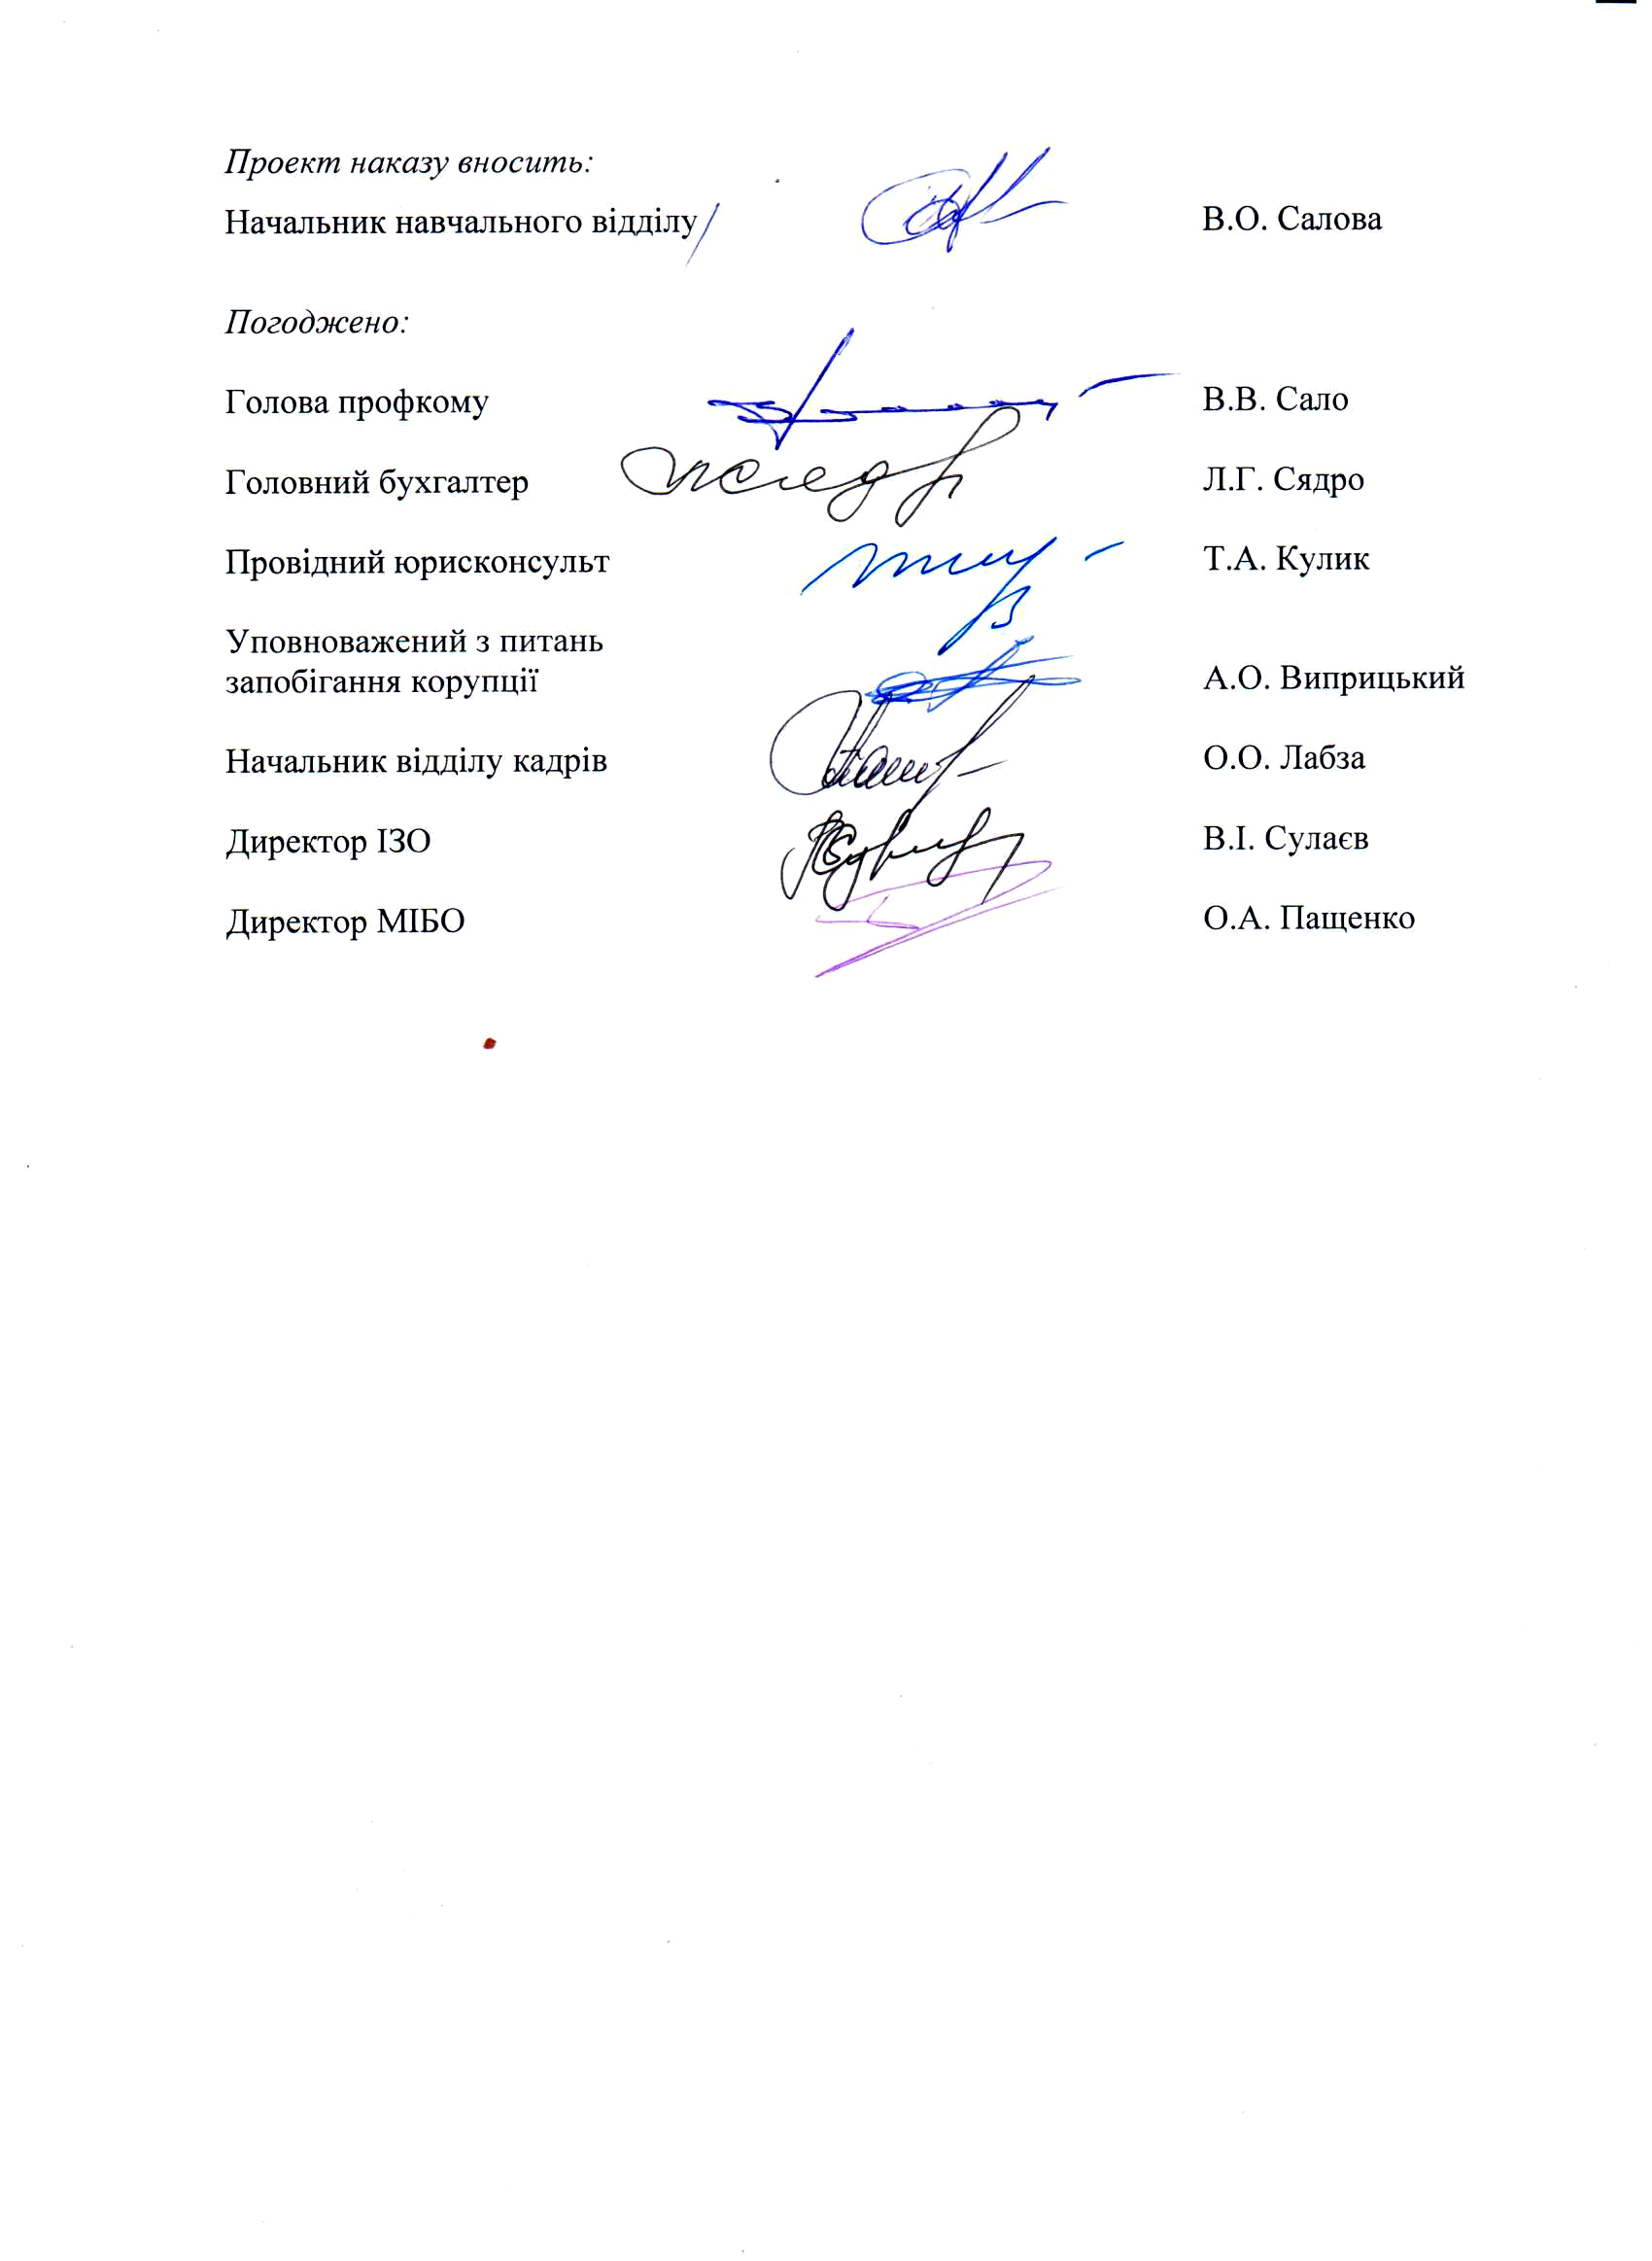 Проект наказу вносить:
Начальник навчального відділу В.О. Салова
Погоджено:
Голова профкому В.В. Сало
Головний бухгалтер Л.Г. Сядро
Провідний юрисконсульт Т.А. Кулик
Уповноважений з питань
запобігання корупції А.О. Виприцький
Начальник відділу кадрів О.О. Лабза
Директор ІЗО В.І. Сулаєв
Директор МІБО О.А. Пащенко